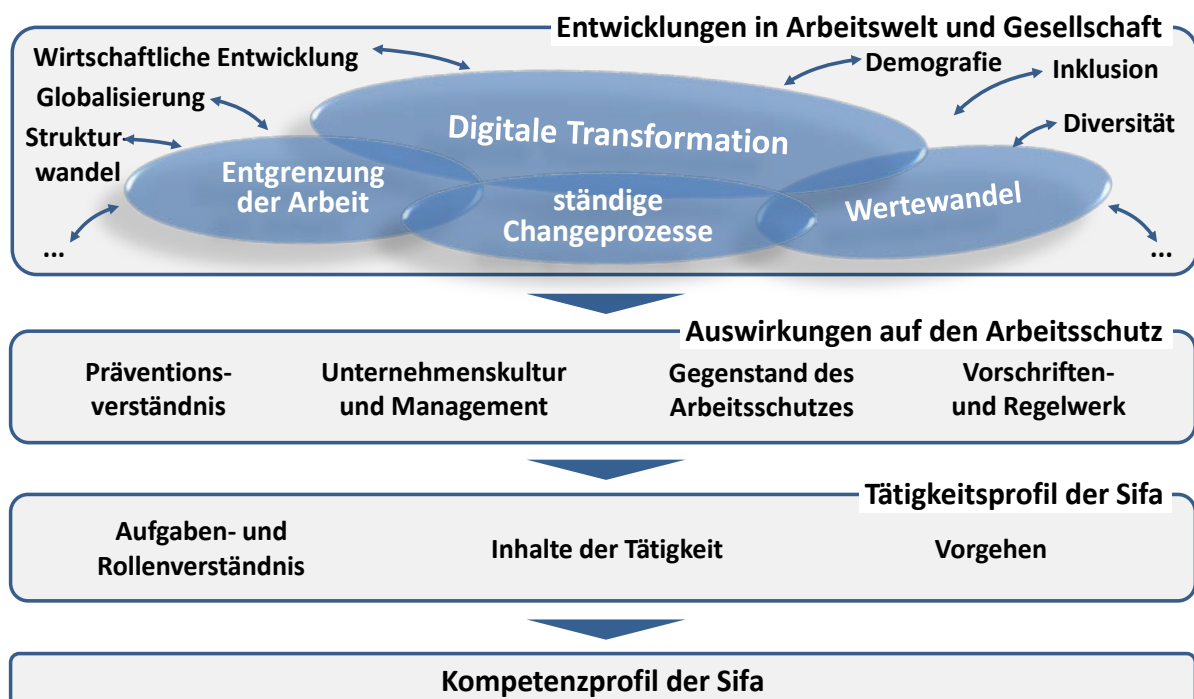 Entwicklungen in Arbeitswelt und Gesellschaft
Wirtschaftliche Entwicklung
Globalisierung
Struktur
wandel
...
Demografie
Inklusion
Diversität
...
Digitale Transformation
Entgrenzung
der Arbeit
ständige
Changeprozesse
Wertewandel
Auswirkungen auf den Arbeitsschutz
Präventions-
verständnis
Unternehmenskultur
und Management
Gegenstand des
Arbeitsschutzes
Vorschriften-
und Regelwerk
Tätigkeitsprofil der Sifa
Aufgaben- und
Rollenverständnis
Inhalte der Tätigkeit
Vorgehen
Kompetenzprofil der Sifa